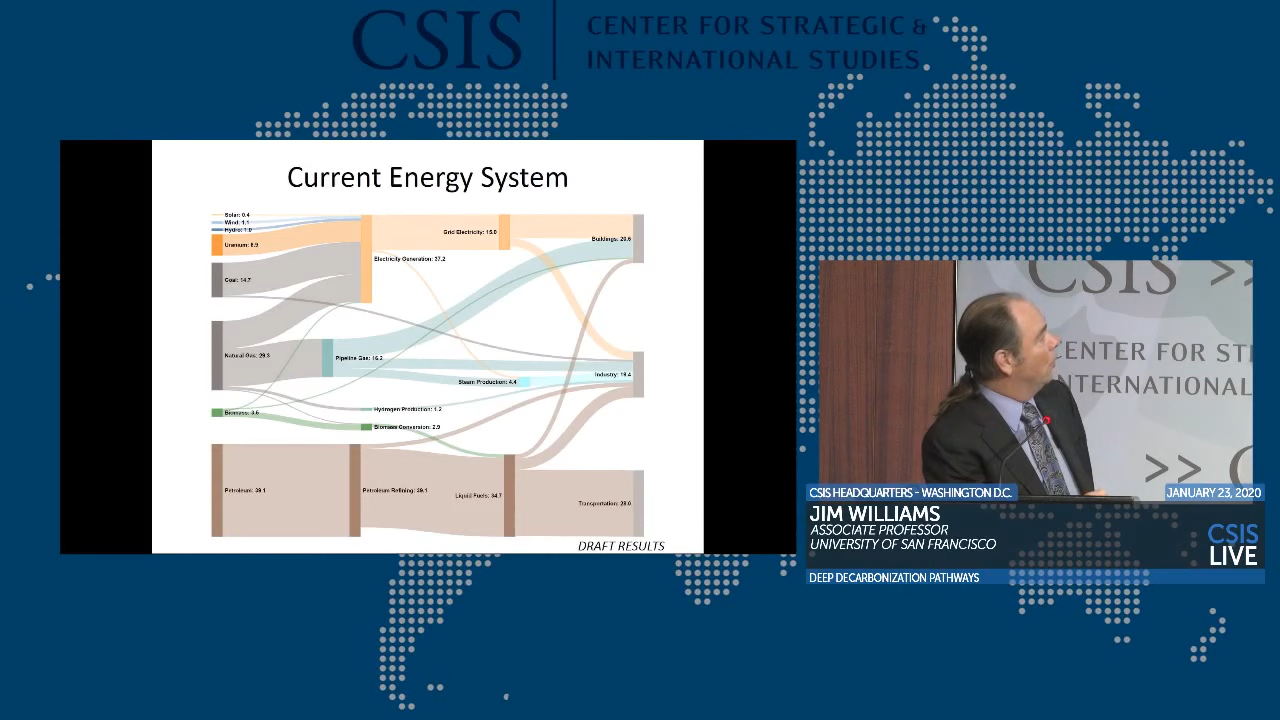 CSIS
CENTER FOR STRATEGIC &
INTERNATIONAL STUDIES
Current Energy System
Solar: 0.4
Wind: 1.1
Hydro: 1.0
Uranium: 8.9
Grid Electricity: 15.0
Buildings: 20.6
Electricity Generation: 37.2
Coal: 14.7
Natural Gas: 29.3
Pipeline Gas: 16.2
Industry: 19.4
Steam Production: 4.4
Hydrogen Production: 1.2
Biomass: 3.6
Biomass Conversion: 2.9
Petroleum: 39.1
Petroleum Refining: 39.1
Liquid Fuels: 34.7
Transportation: 28.0
DRAFT RESULTS
CSIS >>
CENTER FOR ST
NTERNATIONAL
>> C
CSIS HEADQUARTERS - WASHINGTON D.C.
JANUARY 23, 2020
JIM WILLIAMS
ASSOCIATE PROFESSOR
UNIVERSITY OF SAN FRANCISCO
CSIS
LIVE
DEEP DECARBONIZATION PATHWAYS